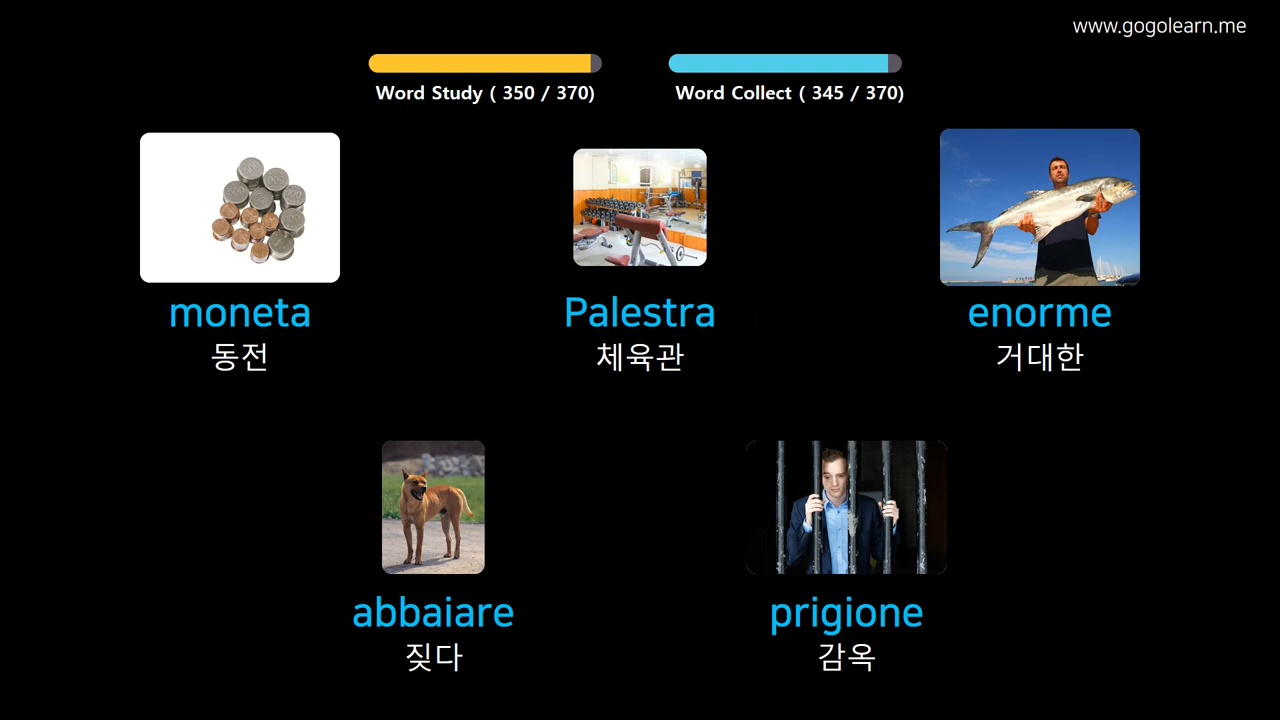 www.gogolearn.me
Word Study ( 350 / 370)
Word Collect ( 345 / 370)
moneta
동전
Palestra
체육관
enorme
거대한
abbaiare
짖다
prigione
감옥